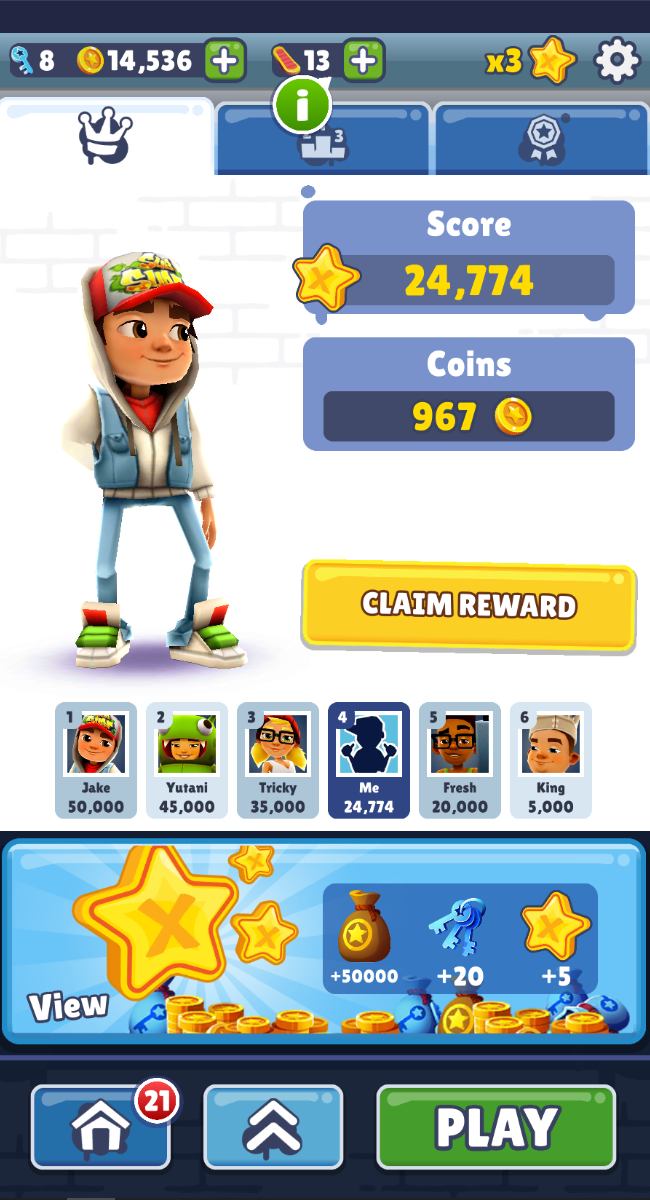 8 14,536 13 x3
2 3
Score
24,774
Coins
967
CLAIM REWARD
1 2 3 4 5 6
Jake Yutani Tricky Me Fresh King
50,000 45,000 35,000 24,774 20,000 5,000
+50000 +20 +5
View
21
PLAY